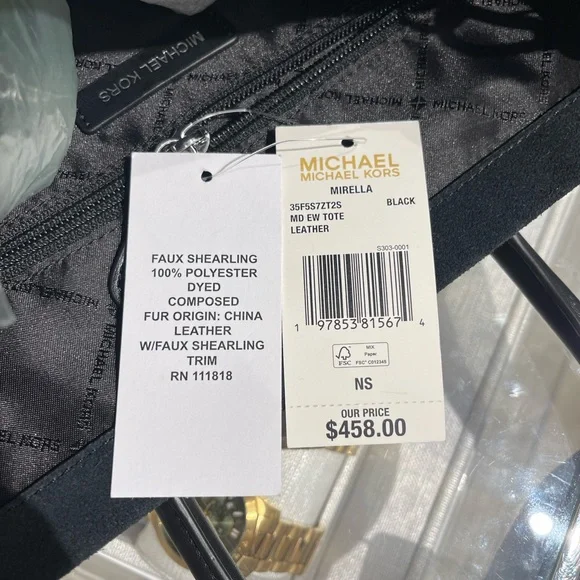 MICHAEL KORS
MICHAEL KORS
FAUX SHEARLING
100% POLYESTER
DYED
COMPOSED
FUR ORIGIN: CHINA
LEATHER
W/FAUX SHEARLING
TRIM
RN 111818
MICHAEL
MICHAEL KORS
MIRELLA
35F5S7ZT2S BLACK
MD EW TOTE
LEATHER
S303-0001
1 97853 81567 4
FSC
MIX
Paper
FSC® C012345
NS
OUR PRICE
$458.00